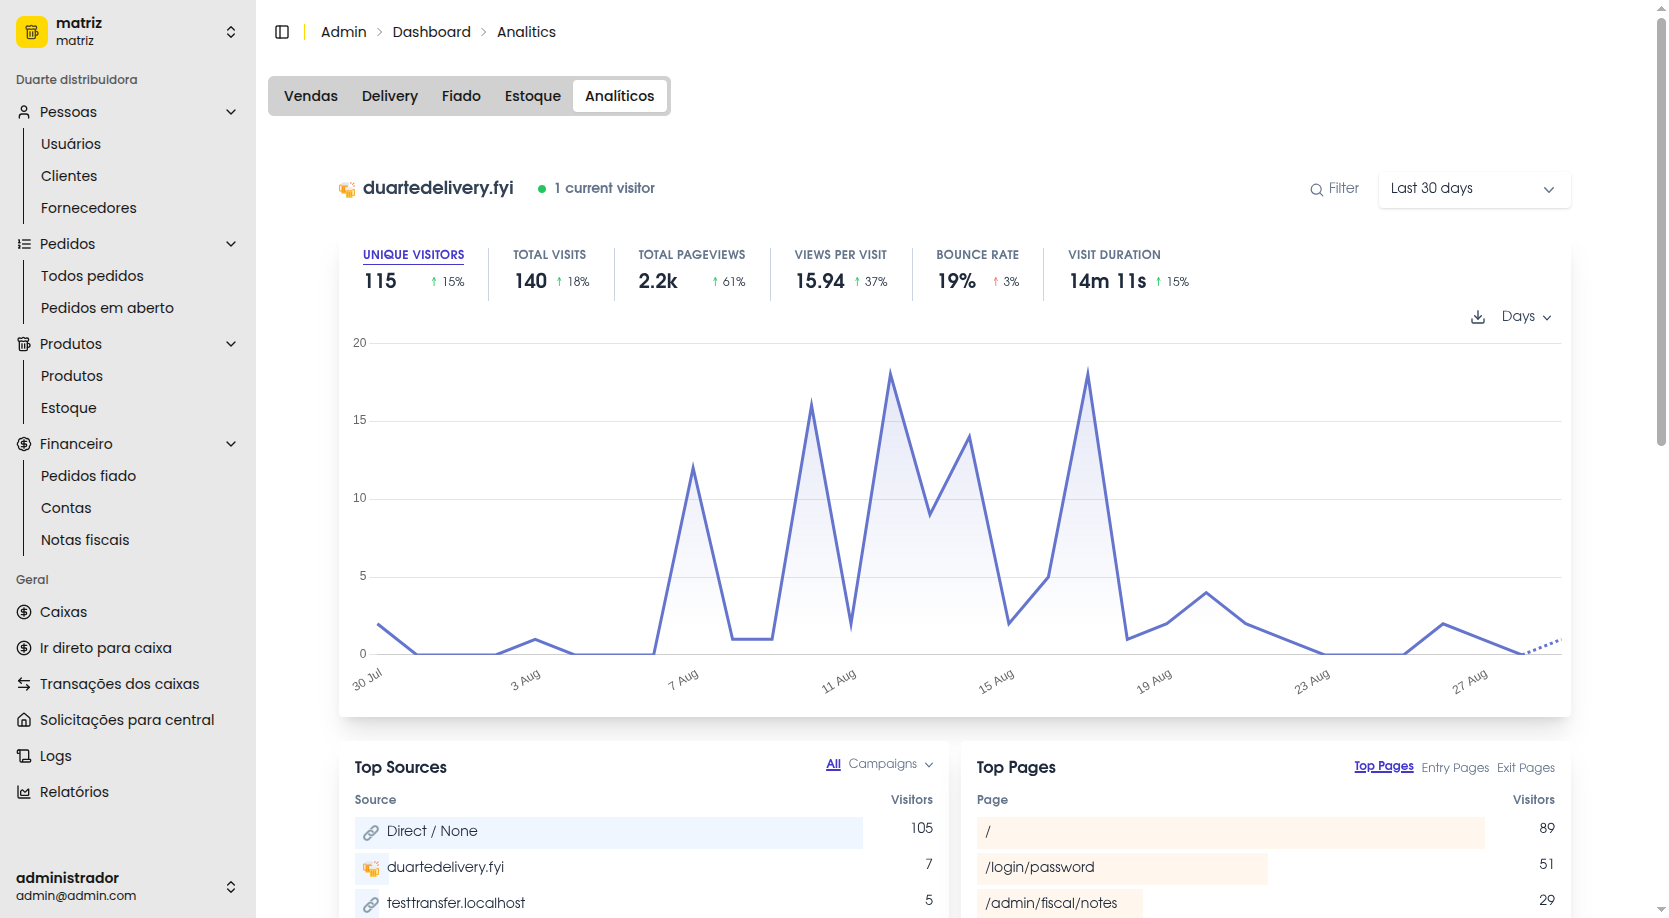 matriz
matriz
Duarte distribuidora
Pessoas
Usuários
Clientes
Fornecedores
Pedidos
Todos pedidos
Pedidos em aberto
Produtos
Produtos
Estoque
Financeiro
Pedidos fiado
Contas
Notas fiscais
Geral
Caixas
Ir direto para caixa
Transações dos caixas
Solicitações para central
Logs
Relatórios
administrador
admin@admin.com
Admin > Dashboard > Analitics
Vendas Delivery Fiado Estoque Analíticos
duartedelivery.fyi 1 current visitor Filter Last 30 days
UNIQUE VISITORS TOTAL VISITS TOTAL PAGEVIEWS VIEWS PER VISIT BOUNCE RATE VISIT DURATION
115 ↑ 15% 140 ↑ 18% 2.2k ↑ 61% 15.94 ↑ 37% 19% ↑ 3% 14m 11s ↑ 15%
Days
20
15
10
5
0
30 Jul 3 Aug 7 Aug 11 Aug 15 Aug 19 Aug 23 Aug 27 Aug
Top Sources All Campaigns
Source Visitors
Direct / None 105
duartedelivery.fyi 7
testtransfer.localhost 5
Top Pages Top Pages Entry Pages Exit Pages
Page Visitors
/ 89
/login/password 51
/admin/fiscal/notes 29